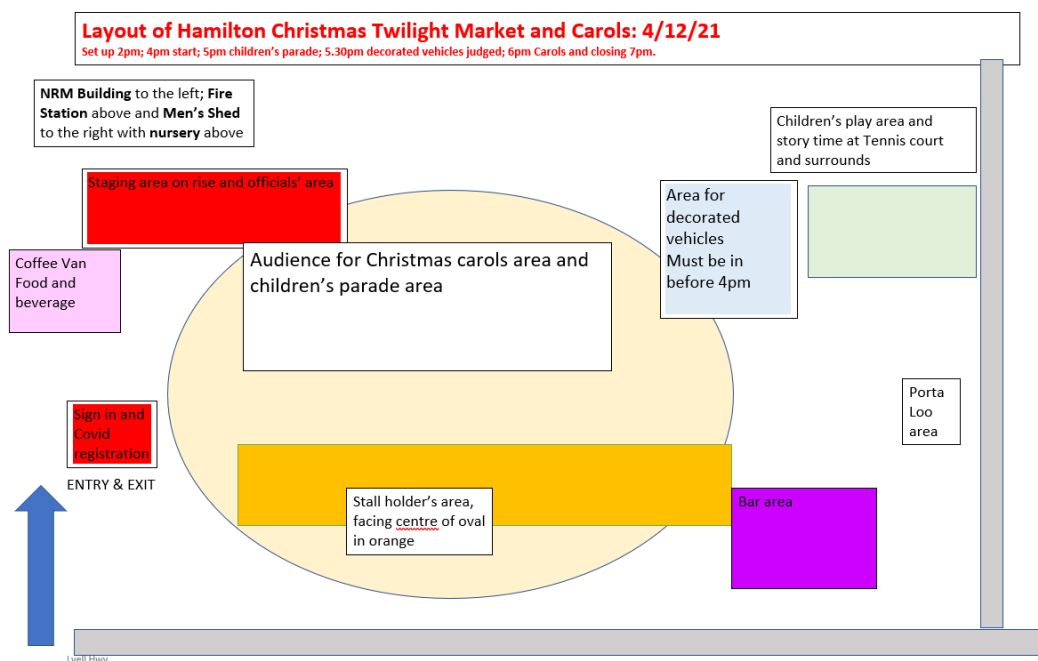 Layout of Hamilton Christmas Twilight Market and Carols: 4/12/21
Set up 2pm; 4pm start; 5pm children’s parade; 5.30pm decorated vehicles judged; 6pm Carols and closing 7pm.
NRM Building to the left; Fire
Station above and Men’s Shed
to the right with nursery above
Children’s play area and
story time at Tennis court
and surrounds
Staging area on rise and officials’ area
Area for
decorated
vehicles
Must be in
before 4pm
Coffee Van
Food and
beverage
Audience for Christmas carols area and
children’s parade area
Porta
Loo
area
Sign in and
Covid
registration
ENTRY & EXIT
Stall holder’s area,
facing centre of oval
in orange
Bar area
Lyell Hwy